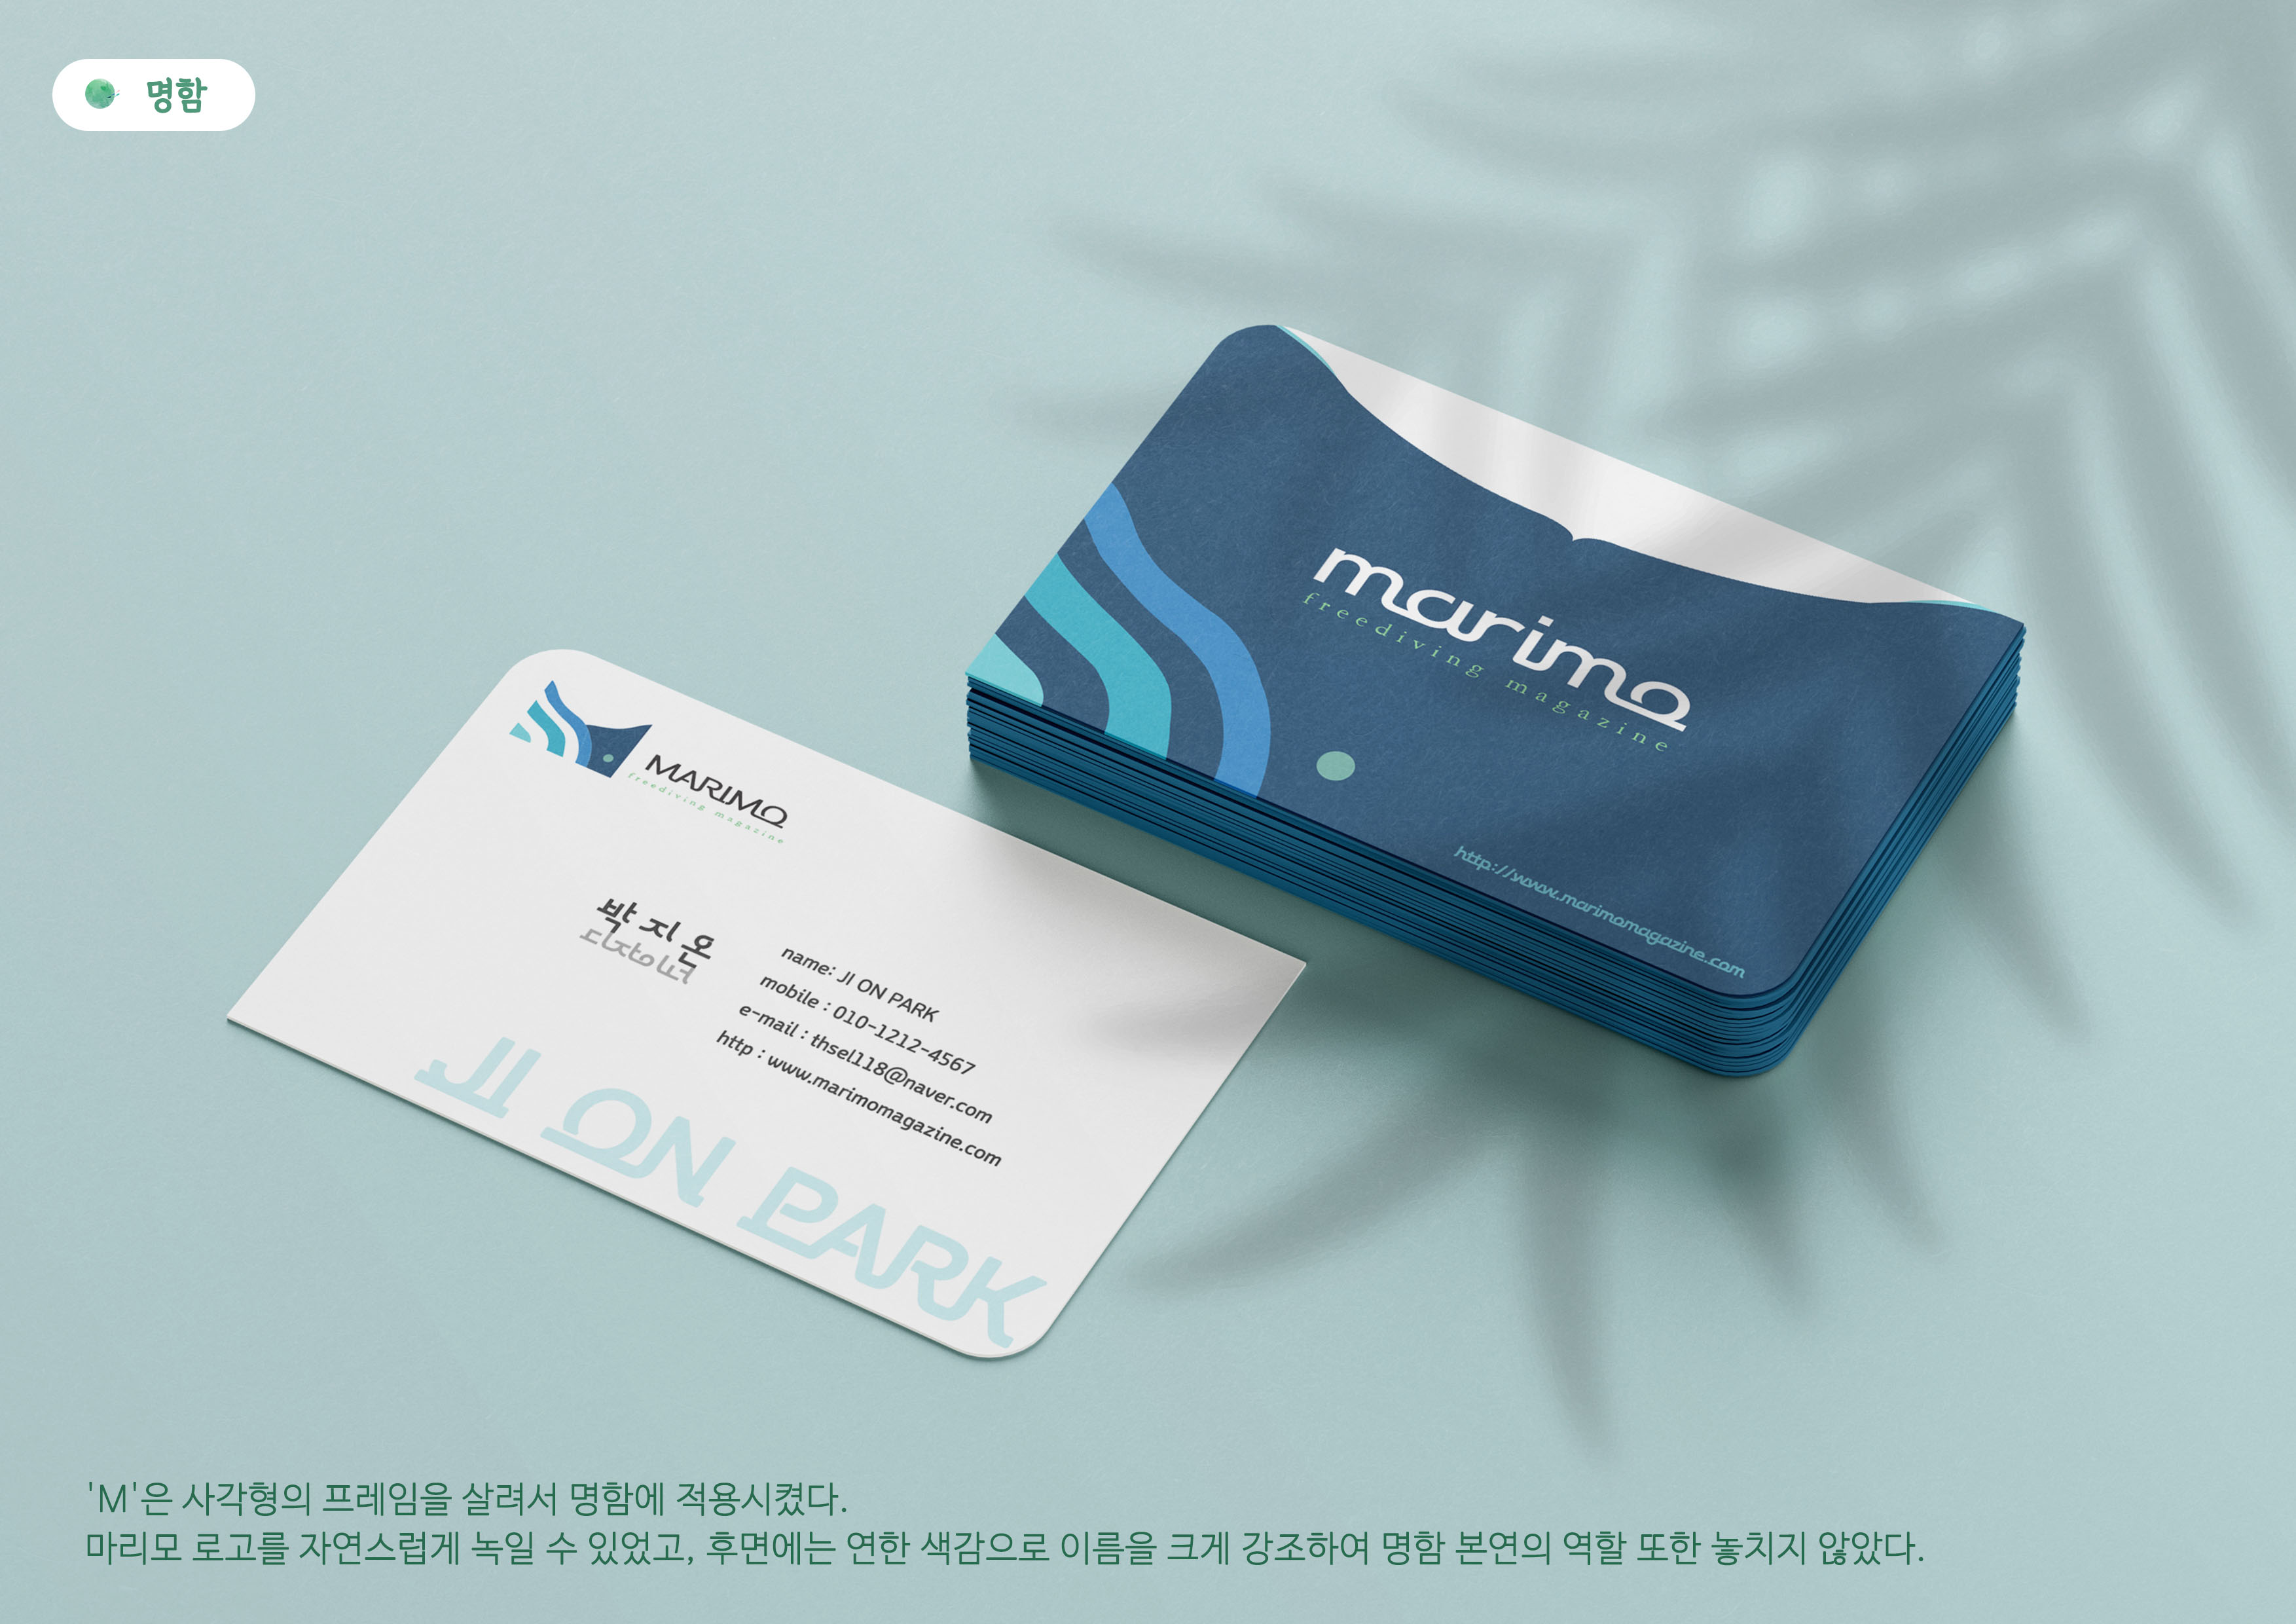 명함
marimo
freediving magazine
http://www.marimomagazine.com
MARIMO
freediving magazine
박 지 온
디자이너
name: JI ON PARK
mobile : 010-1212-4567
e-mail : thsel118@naver.com
http : www.marimomagazine.com
JI ON PARK
'M'은 사각형의 프레임을 살려서 명함에 적용시켰다.
마리모 로고를 자연스럽게 녹일 수 있었고, 후면에는 연한 색감으로 이름을 크게 강조하여 명함 본연의 역할 또한 놓치지 않았다.